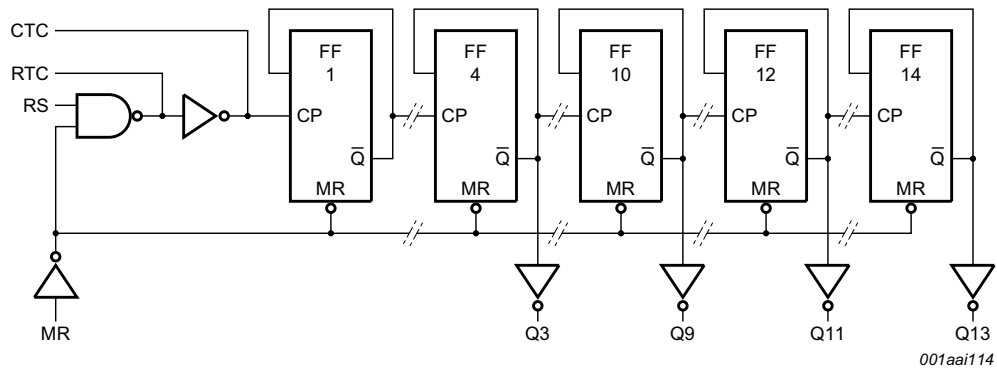 CTC
RTC
RS
FF
1
CP
Q
MR
FF
4
CP
Q
MR
FF
10
CP
Q
MR
FF
12
CP
Q
MR
FF
14
CP
Q
MR
MR
Q3
Q9
Q11
Q13
001aai114